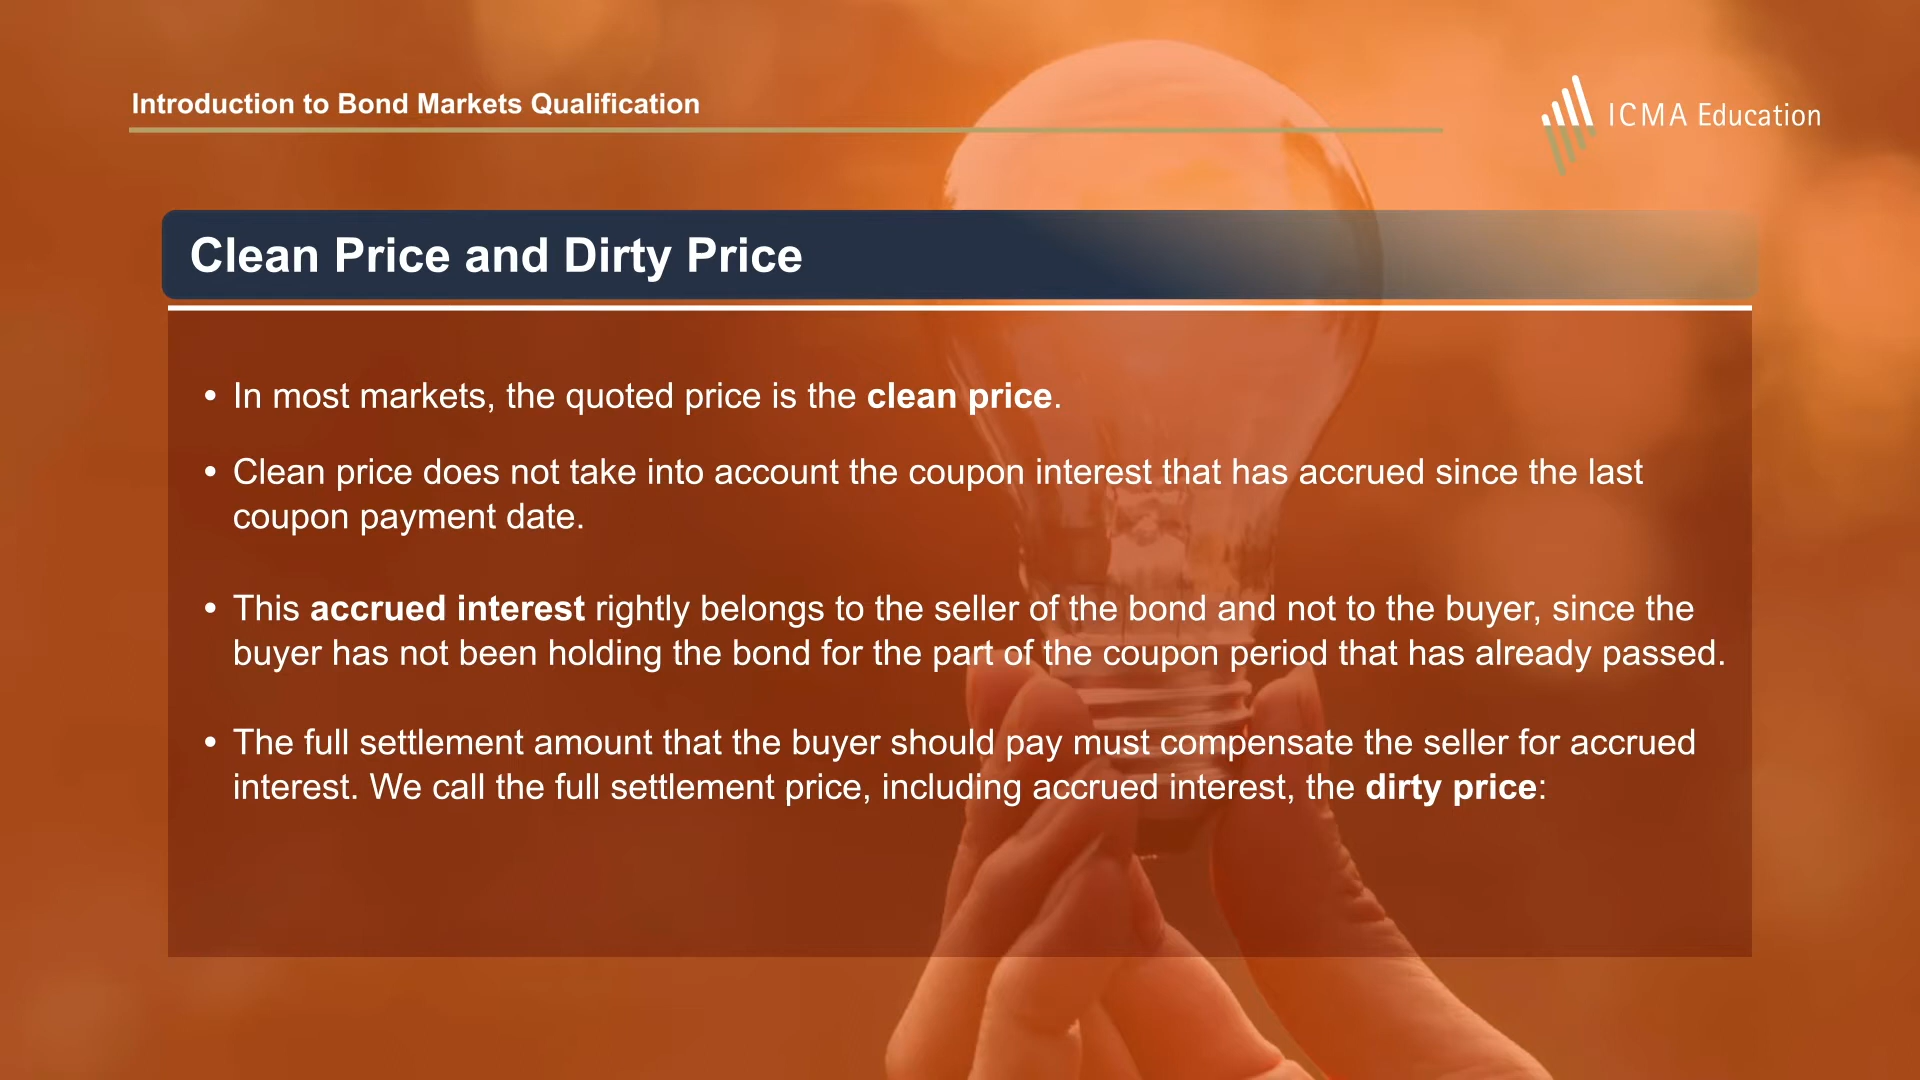 Introduction to Bond Markets Qualification
ICMA Education
Clean Price and Dirty Price
• In most markets, the quoted price is the clean price.
• Clean price does not take into account the coupon interest that has accrued since the last
coupon payment date.
• This accrued interest rightly belongs to the seller of the bond and not to the buyer, since the
buyer has not been holding the bond for the part of the coupon period that has already passed.
• The full settlement amount that the buyer should pay must compensate the seller for accrued
interest. We call the full settlement price, including accrued interest, the dirty price: